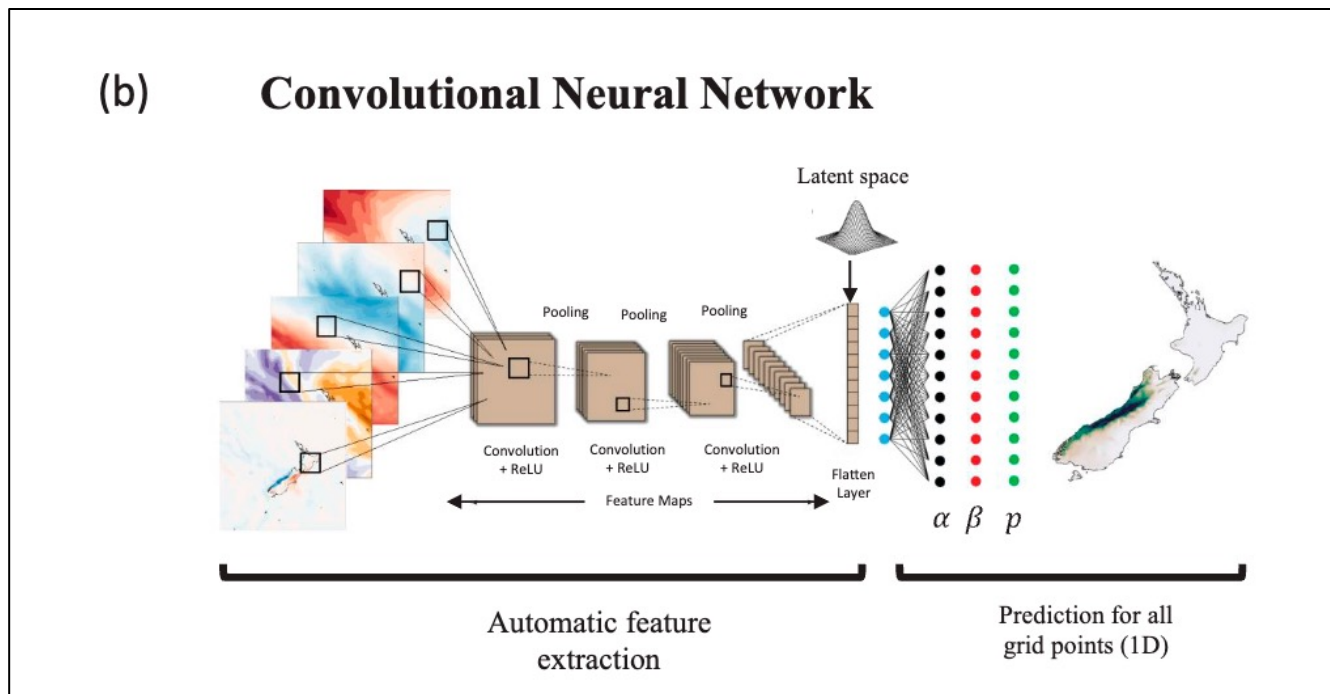 (b) Convolutional Neural Network
Latent space
Pooling Pooling Pooling
Convolution
+ ReLU
Convolution
+ ReLU
Convolution
+ ReLU
Flatten
Layer
Feature Maps
α β p
Automatic feature
extraction
Prediction for all
grid points (1D)